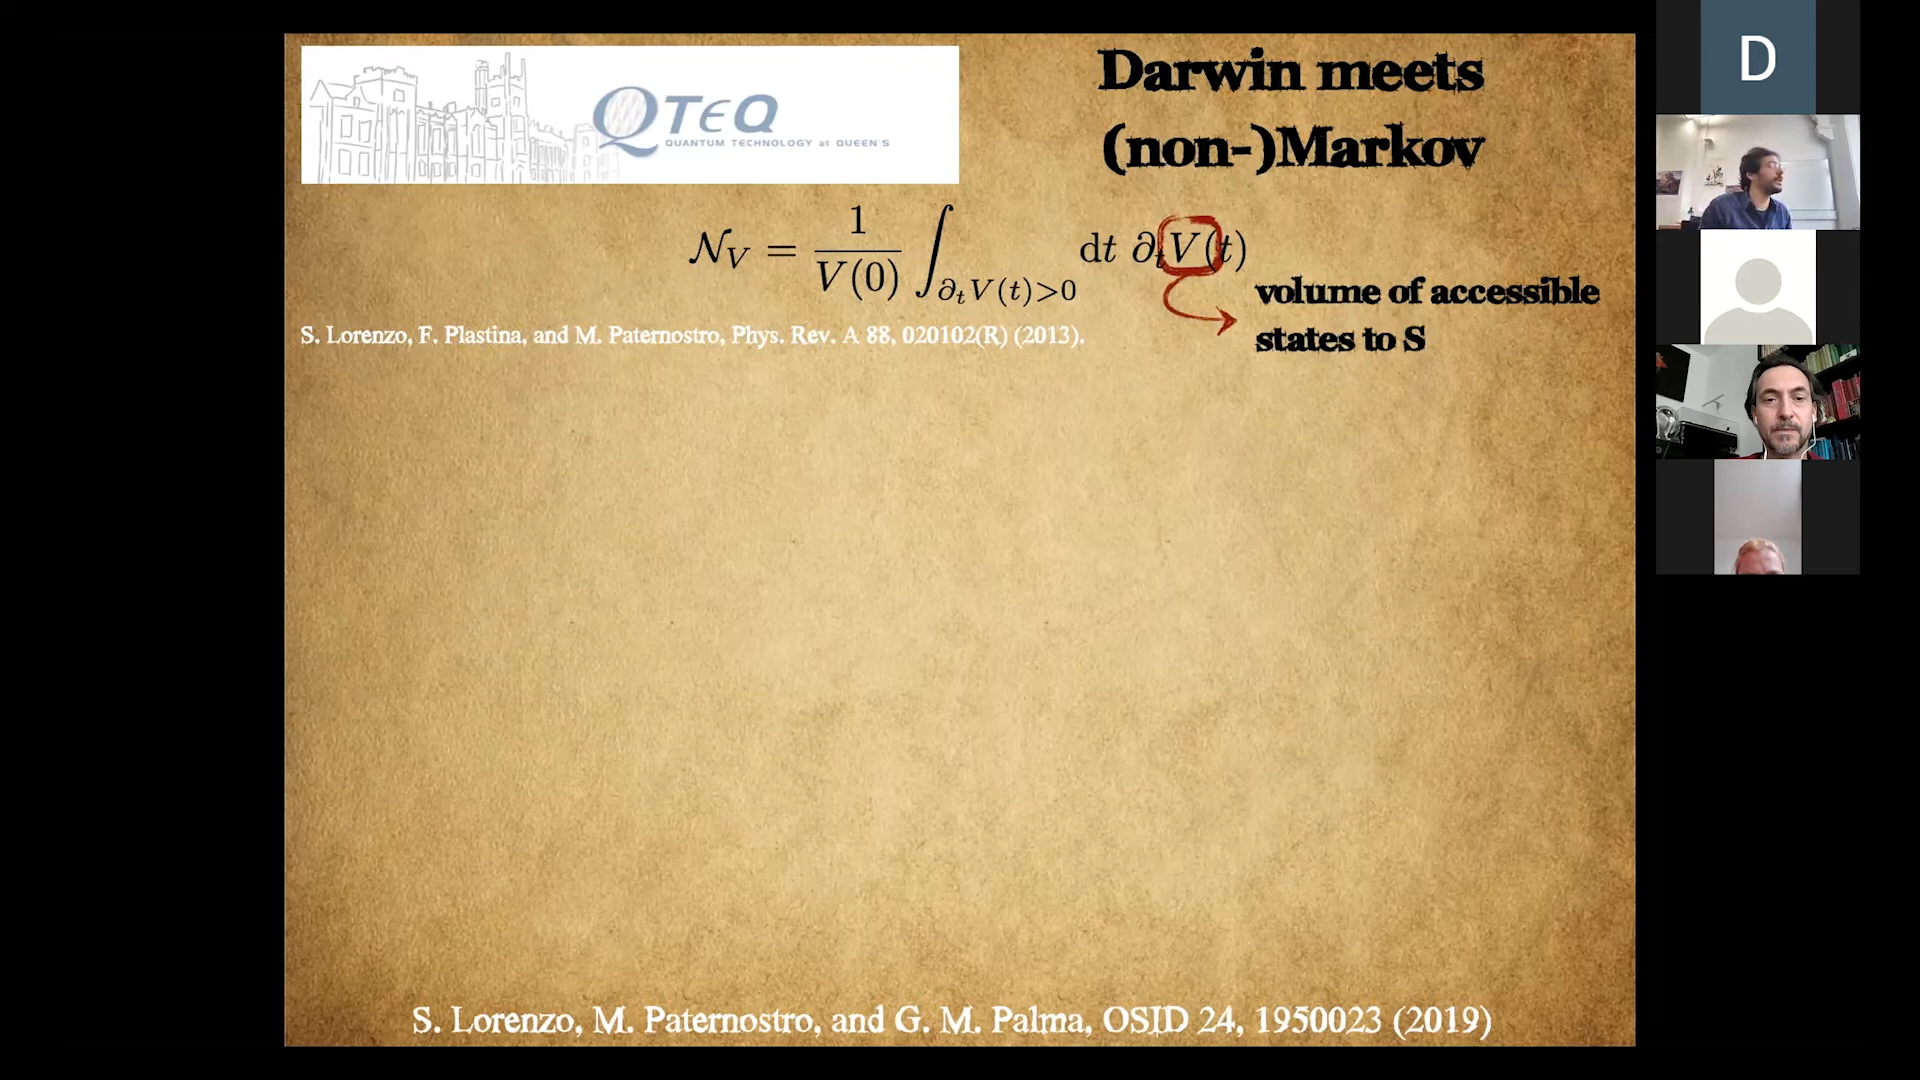 QTEQ
QUANTUM TECHNOLOGY at QUEEN'S
Darwin meets
(non-)Markov
𝒩_V = 1/V(0) ∫_{∂_t V(t)>0} dt ∂_t V(t)
volume of accessible
states to S
S. Lorenzo, F. Plastina, and M. Paternostro, Phys. Rev. A 88, 020102(R) (2013).
S. Lorenzo, M. Paternostro, and G. M. Palma, OSID 24, 1950023 (2019)
D